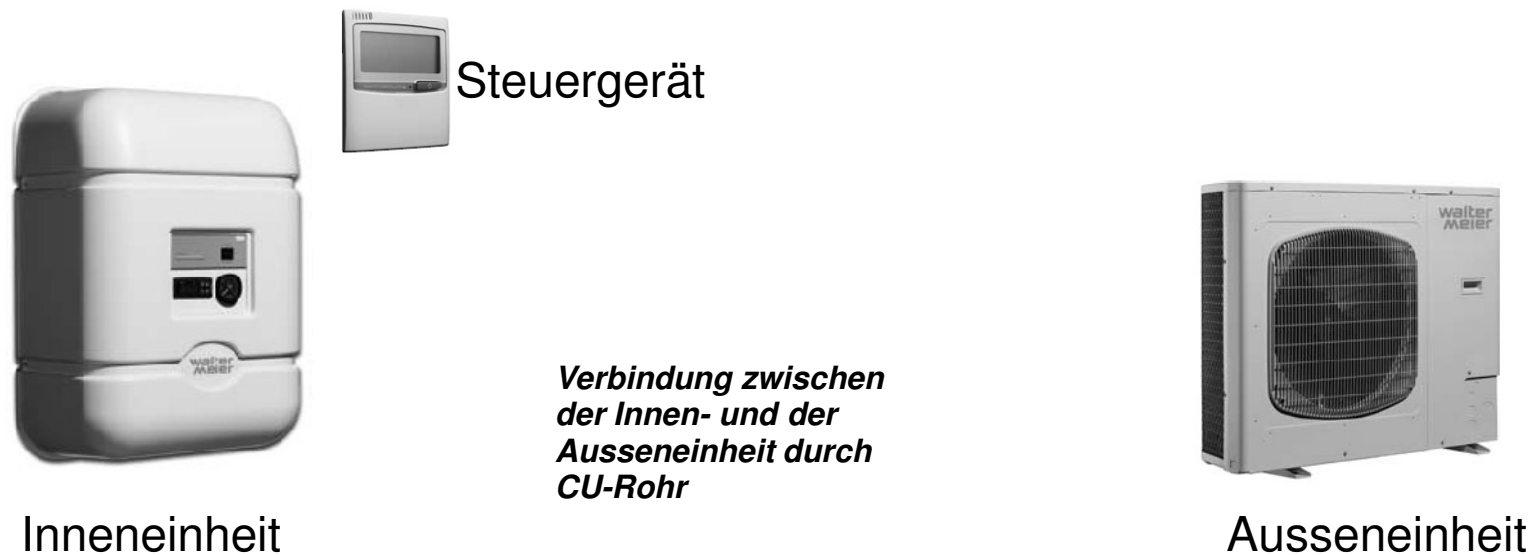 Steuergerät
walter
meier
walter
meier
Verbindung zwischen
der Innen- und der
Ausseneinheit durch
CU-Rohr
Inneneinheit
Ausseneinheit